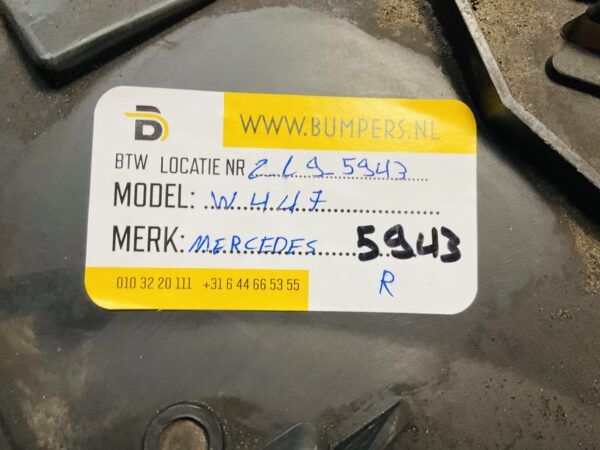 WWW.BUMPERS.NL
BTW LOCATIE NR 2 L 9 5943
MODEL: W447
MERK: MERCEDES 5943
R
010 32 20 111 +31 6 44 66 53 55